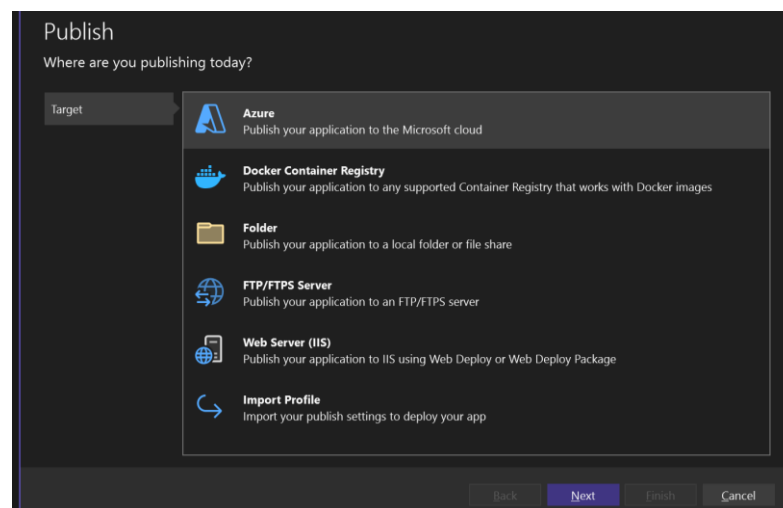 Publish
Where are you publishing today?
Target
Azure
Publish your application to the Microsoft cloud
Docker Container Registry
Publish your application to any supported Container Registry that works with Docker images
Folder
Publish your application to a local folder or file share
FTP/FTPS Server
Publish your application to an FTP/FTPS server
Web Server (IIS)
Publish your application to IIS using Web Deploy or Web Deploy Package
Import Profile
Import your publish settings to deploy your app
Back Next Finish Cancel